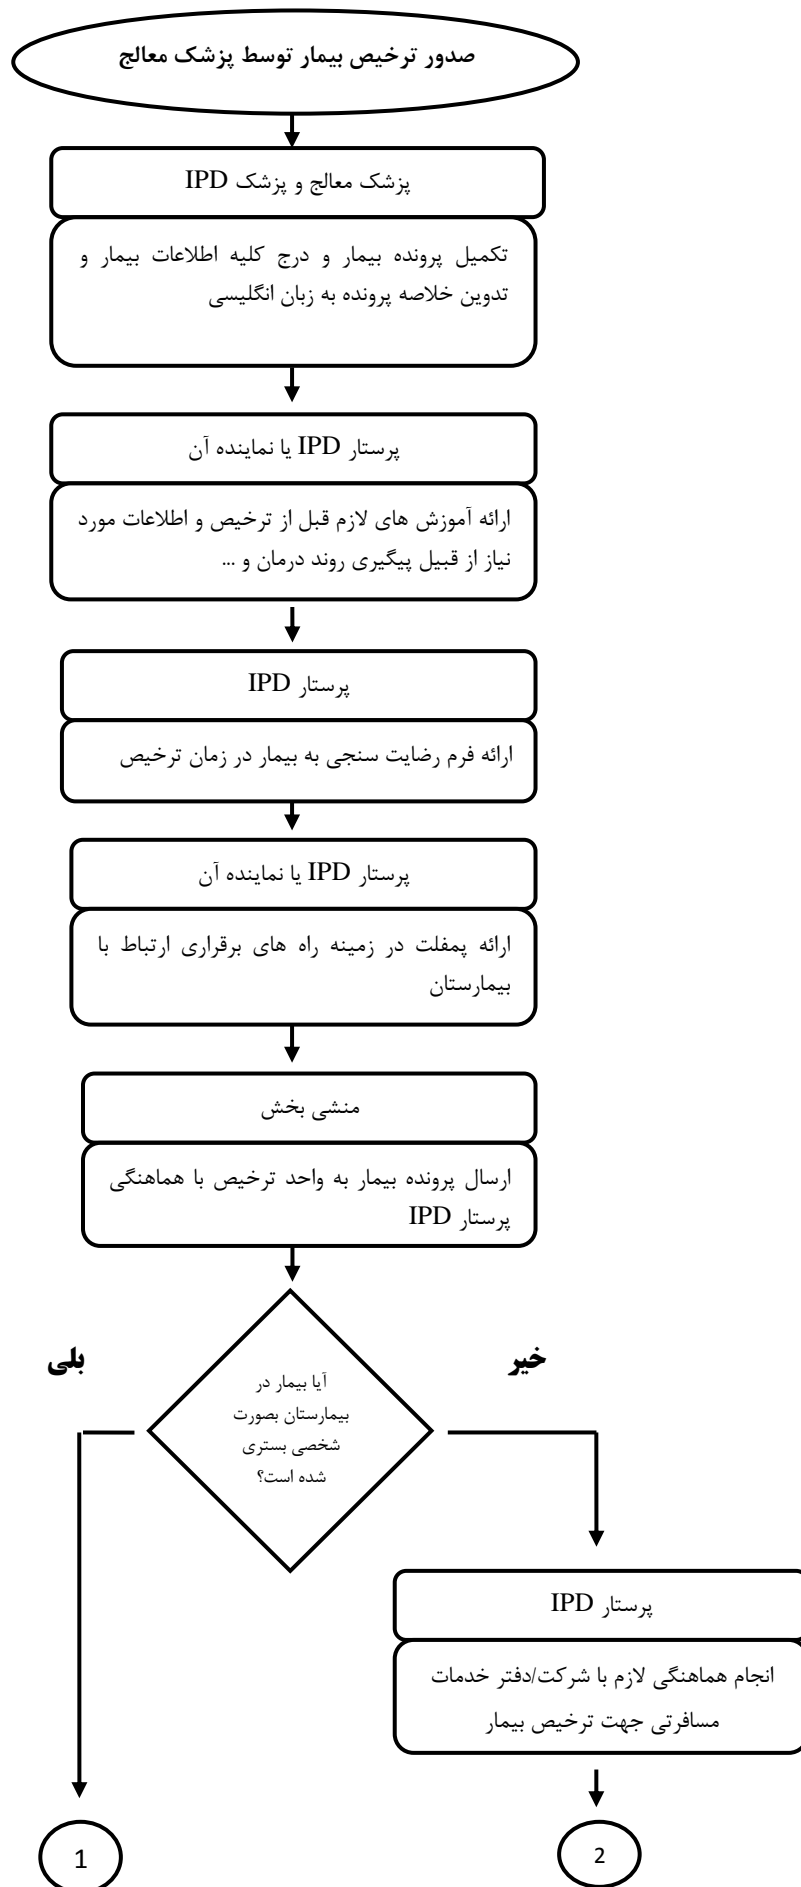 صدور ترخیص بیمار توسط پزشک معالج
پزشک معالج و پزشک IPD
تکمیل پرونده بیمار و درج کلیه اطلاعات بیمار و
تدوین خلاصه پرونده به زبان انگلیسی
پرستار IPD یا نماینده آن
ارائه آموزش های لازم قبل از ترخیص و اطلاعات مورد
نیاز از قبیل پیگیری روند درمان و ...
پرستار IPD
ارائه فرم رضایت سنجی به بیمار در زمان ترخیص
پرستار IPD یا نماینده آن
ارائه پمفلت در زمینه راه های برقراری ارتباط با
بیمارستان
منشی بخش
ارسال پرونده بیمار به واحد ترخیص با هماهنگی
پرستار IPD
خیر
بلی
آیا بیمار در
بیمارستان بصورت
شخصی بستری
شده است؟
پرستار IPD
انجام هماهنگی لازم با شرکت/دفتر خدمات
مسافرتی جهت ترخیص بیمار
2
1